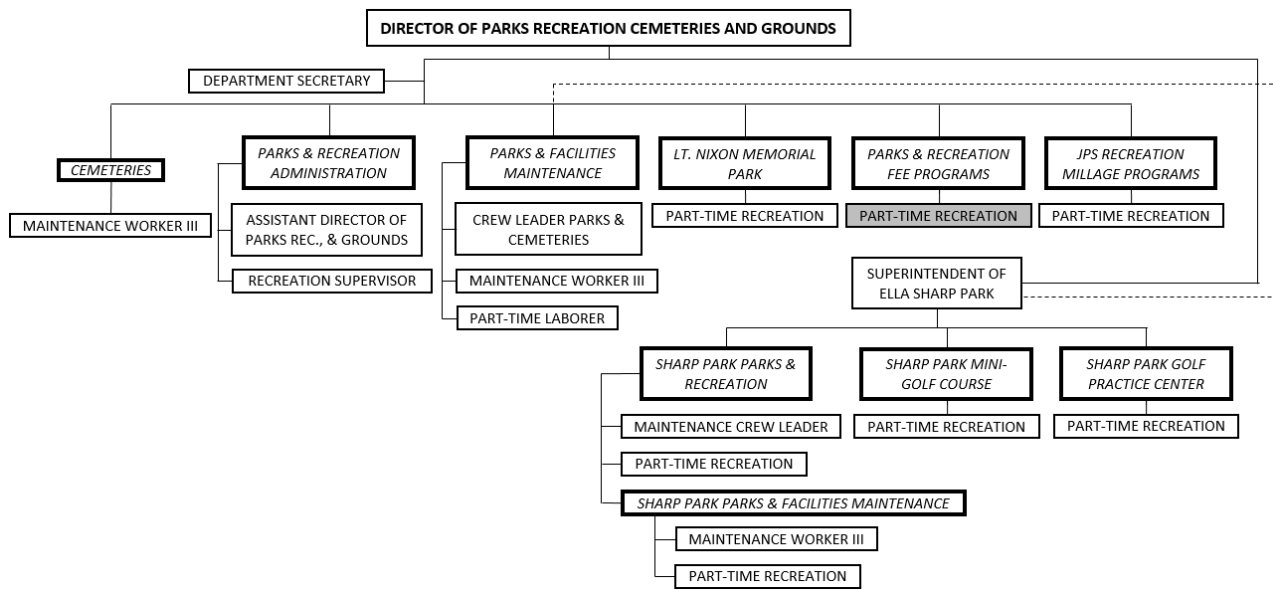 DIRECTOR OF PARKS RECREATION CEMETERIES AND GROUNDS
DEPARTMENT SECRETARY
CEMETERIES
MAINTENANCE WORKER III
PARKS & RECREATION
ADMINISTRATION
ASSISTANT DIRECTOR OF
PARKS REC., & GROUNDS
RECREATION SUPERVISOR
PARKS & FACILITIES
MAINTENANCE
CREW LEADER PARKS &
CEMETERIES
MAINTENANCE WORKER III
PART-TIME LABORER
LT. NIXON MEMORIAL
PARK
PART-TIME RECREATION
PARKS & RECREATION
FEE PROGRAMS
PART-TIME RECREATION
JPS RECREATION
MILLAGE PROGRAMS
PART-TIME RECREATION
SUPERINTENDENT OF
ELLA SHARP PARK
SHARP PARK PARKS &
RECREATION
MAINTENANCE CREW LEADER
PART-TIME RECREATION
SHARP PARK PARKS & FACILITIES MAINTENANCE
MAINTENANCE WORKER III
PART-TIME RECREATION
SHARP PARK MINI-
GOLF COURSE
PART-TIME RECREATION
SHARP PARK GOLF
PRACTICE CENTER
PART-TIME RECREATION